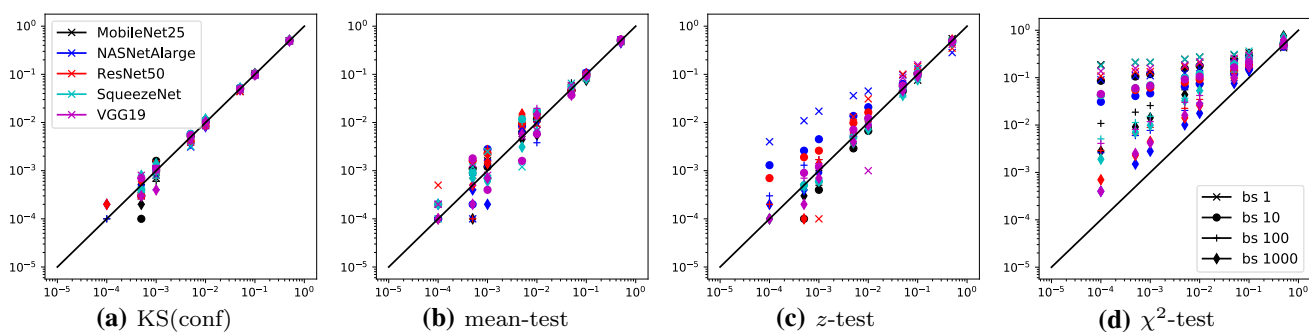 MobileNet25
NASNetAlarge
ResNet50
SqueezeNet
VGG19
10⁰
10⁻¹
10⁻²
10⁻³
10⁻⁴
10⁻⁵
10⁻⁵ 10⁻⁴ 10⁻³ 10⁻² 10⁻¹ 10⁰
(a) KS(conf)
10⁰
10⁻¹
10⁻²
10⁻³
10⁻⁴
10⁻⁵
10⁻⁵ 10⁻⁴ 10⁻³ 10⁻² 10⁻¹ 10⁰
(b) mean-test
10⁰
10⁻¹
10⁻²
10⁻³
10⁻⁴
10⁻⁵
10⁻⁵ 10⁻⁴ 10⁻³ 10⁻² 10⁻¹ 10⁰
(c) z-test
10⁰
10⁻¹
10⁻²
10⁻³
10⁻⁴
10⁻⁵
bs 1
bs 10
bs 100
bs 1000
10⁻⁵ 10⁻⁴ 10⁻³ 10⁻² 10⁻¹ 10⁰
(d) χ²-test